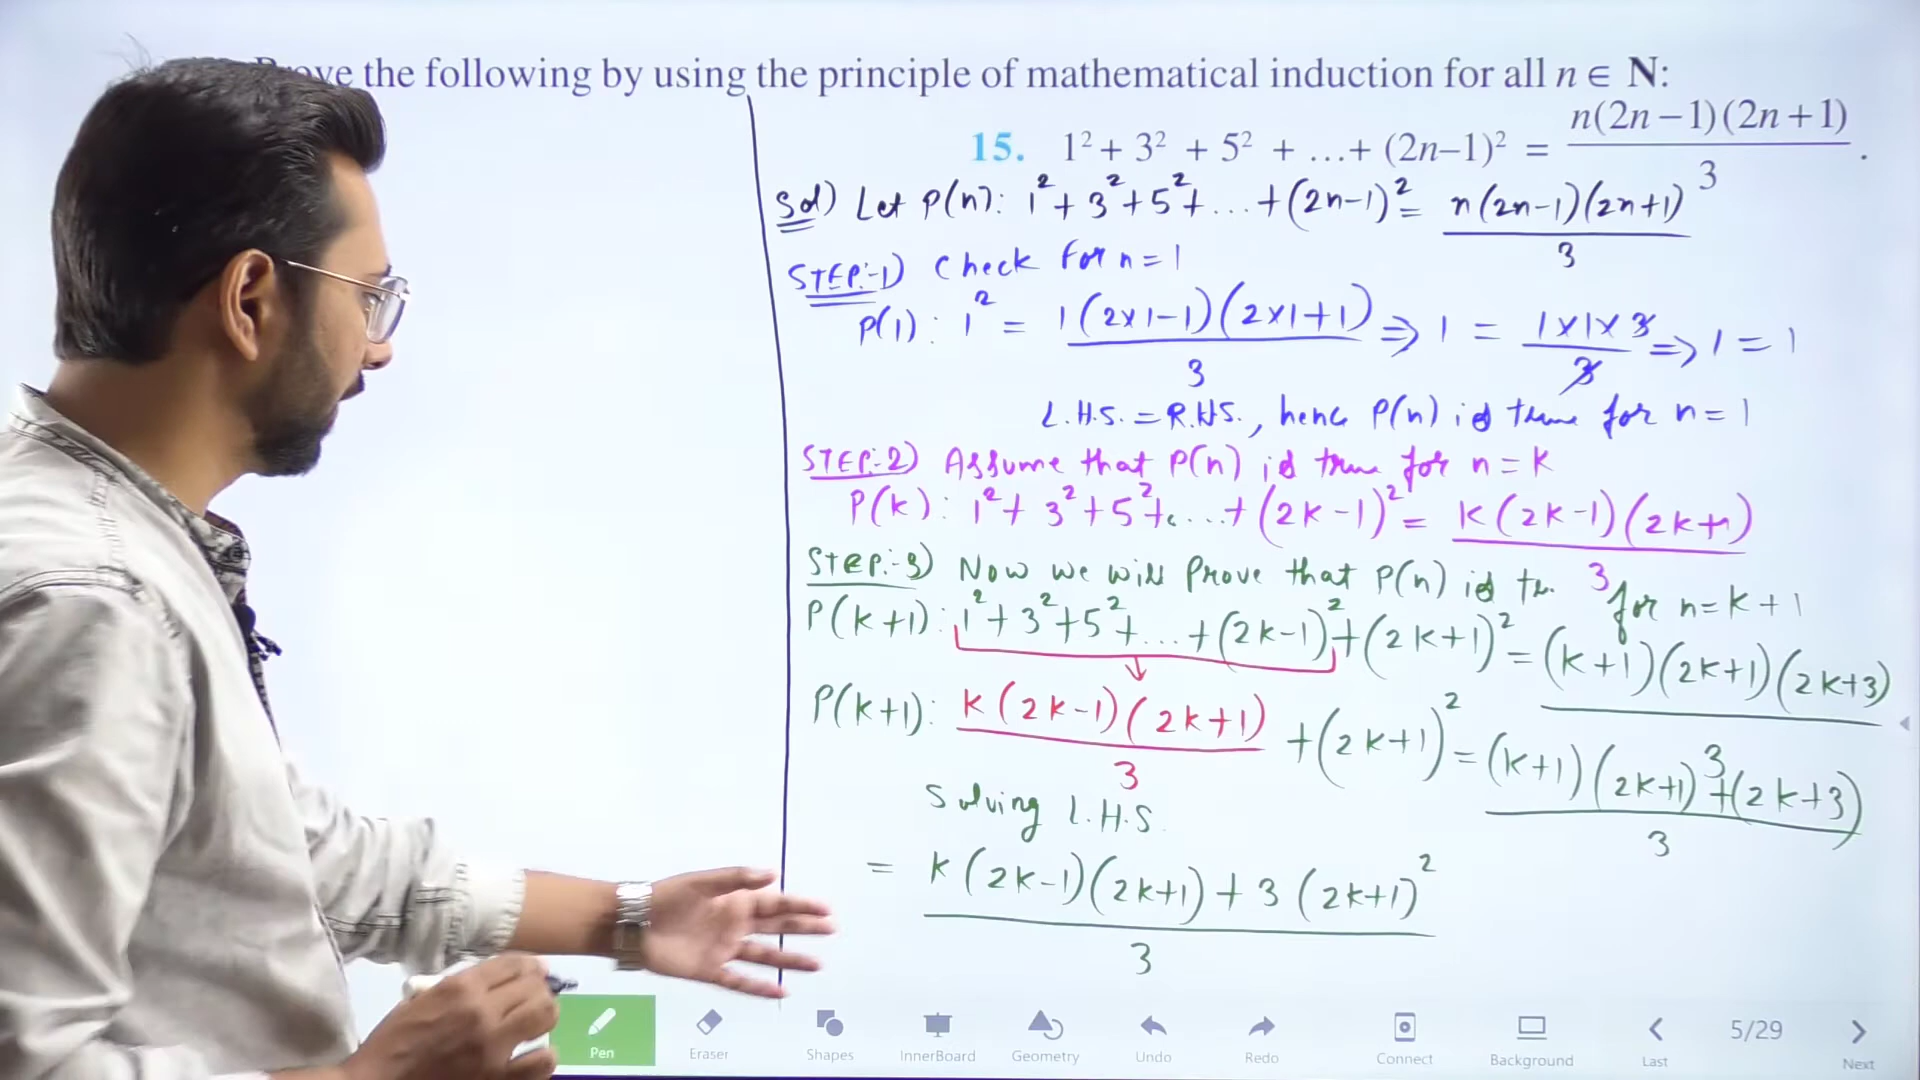 Prove the following by using the principle of mathematical induction for all n ∈ N:
15. 1² + 3² + 5² + ...+ (2n–1)² = n(2n–1)(2n+1)/3 .
Sol) Let P(n): 1²+3²+5²+...+(2n-1)² = n(2n-1)(2n+1)/3
STEP:-1) Check for n=1
P(1): 1² = 1(2×1-1)(2×1+1)/3 ⇒ 1 = 1×1×3/3 ⇒ 1=1
L.H.S. = R.H.S., hence P(n) is true for n=1
STEP:-2) Assume that P(n) is true for n=k
P(k): 1²+3²+5²+...+(2k-1)² = k(2k-1)(2k+1)/3
STEP:-3) Now we will Prove that P(n) is tr. for n=k+1
P(k+1): 1²+3²+5²+...+(2k-1)²+(2k+1)² = (k+1)(2k+1)(2k+3)/3
P(k+1): k(2k-1)(2k+1)/3 +(2k+1)² = (k+1)(2k+1)+(2k+3)/3
Solving L.H.S.
= k(2k-1)(2k+1)+3(2k+1)²/3
Pen Eraser Shapes InnerBoard Geometry Undo Redo Connect Background Last 5/29 Next